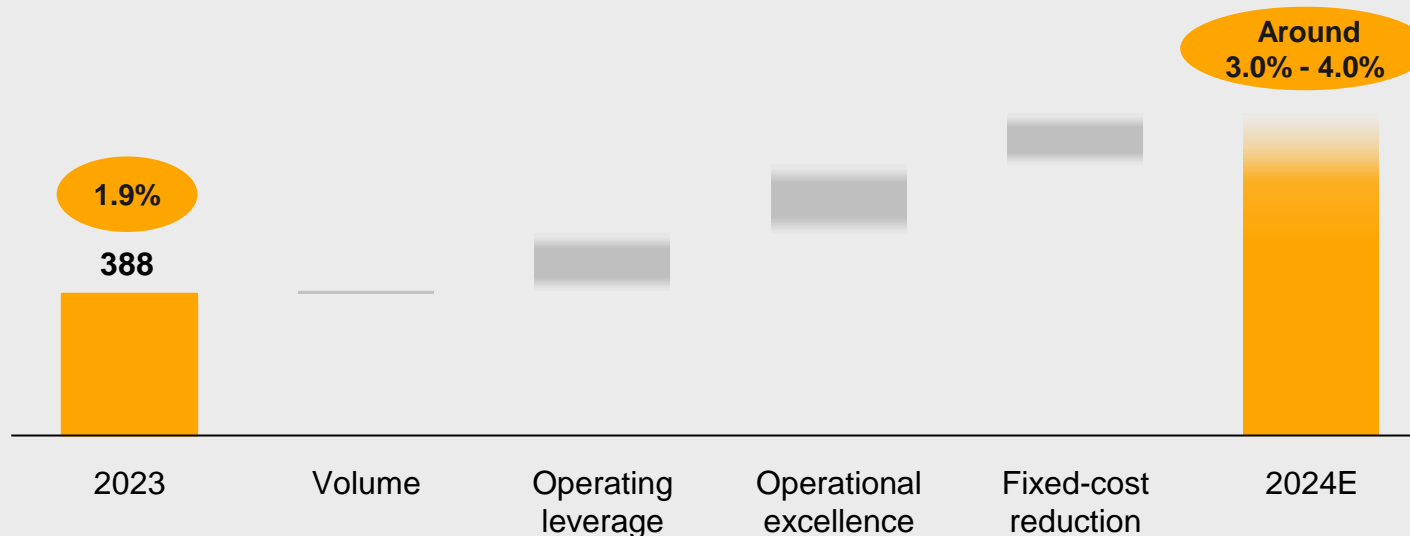 Around
3.0% - 4.0%
1.9%
388
2023
Volume
Operating
leverage
Operational
excellence
Fixed-cost
reduction
2024E